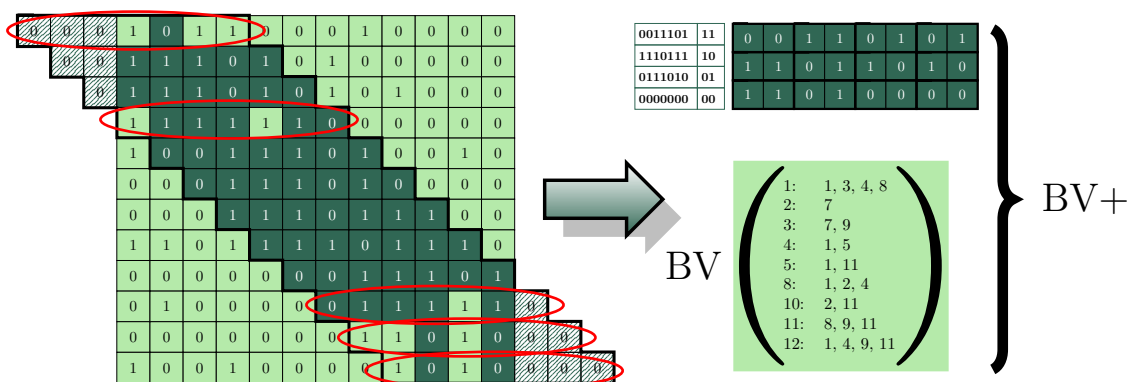 0 0 0 1 0 1 1 0 0 0 1 0 0 0 0
0 0 1 1 1 0 1 0 1 0 0 0 0 0
0 1 1 1 0 1 0 1 0 1 0 0 0
1 1 1 1 1 1 0 0 0 0 0 0
1 0 0 1 1 1 0 1 0 0 1 0
0 0 0 1 1 1 0 1 0 0 0 0
0 0 0 1 1 1 0 1 1 1 0 0
1 1 0 1 1 1 1 0 1 1 1 0
0 0 0 0 0 0 0 1 1 1 0 1
0 1 0 0 0 0 0 1 1 1 1 1 0
0 0 0 0 0 0 0 1 1 0 1 0 0 0
1 0 0 1 0 0 0 0 1 0 1 0 0 0 0
0011101 11
1110111 10
0111010 01
0000000 00
0 0 1 1 0 1 0 1
1 1 0 1 1 0 1 0
1 1 0 1 0 0 0 0
BV
1: 1, 3, 4, 8
2: 7
3: 7, 9
4: 1, 5
5: 1, 11
8: 1, 2, 4
10: 2, 11
11: 8, 9, 11
12: 1, 4, 9, 11
BV+